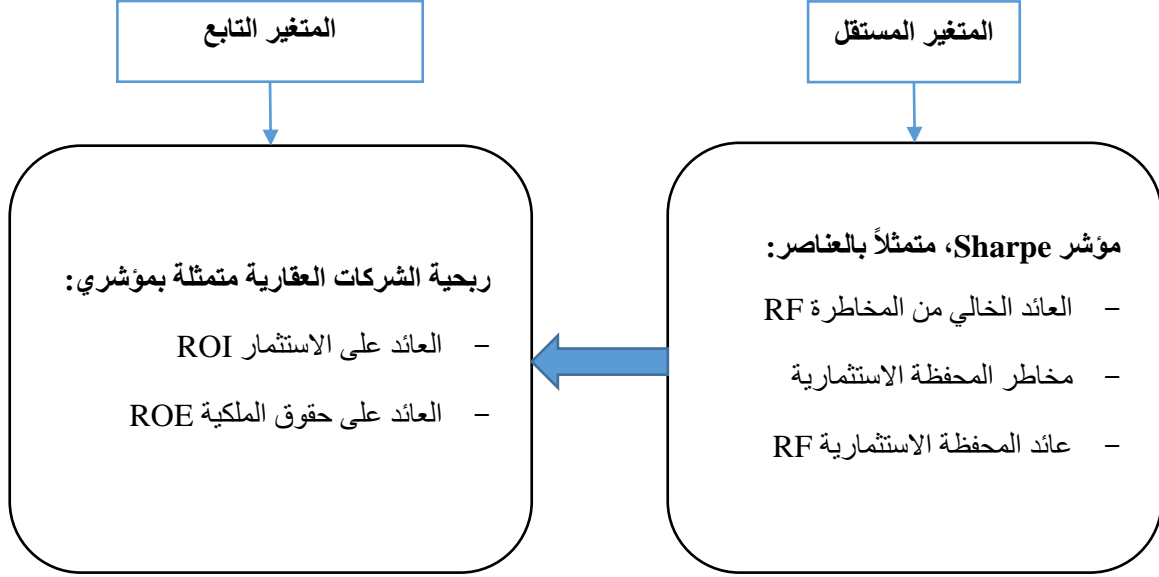 المتغير المستقل
المتغير التابع
مؤشر Sharpe، متمثلاً بالعناصر:
- العائد الخالي من المخاطرة RF
- مخاطر المحفظة الاستثمارية
- عائد المحفظة الاستثمارية RF
ربحية الشركات العقارية متمثلة بمؤشري:
- العائد على الاستثمار ROI
- العائد على حقوق الملكية ROE